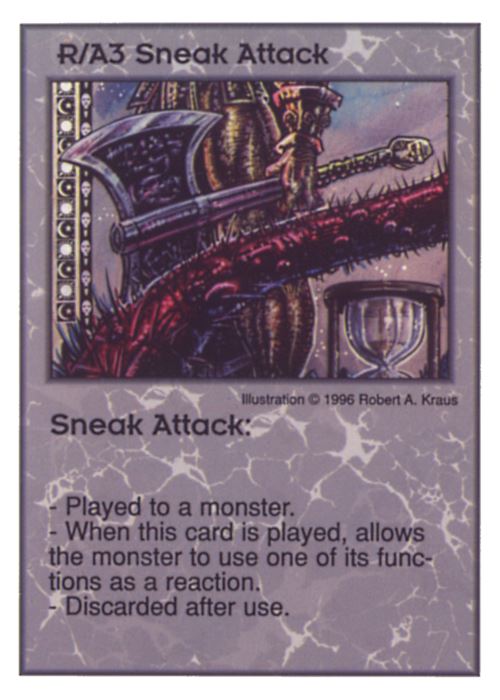 R/A3 Sneak Attack
Illustration © 1996 Robert A. Kraus
Sneak Attack:
- Played to a monster.
- When this card is played, allows
the monster to use one of its func-
tions as a reaction.
- Discarded after use.